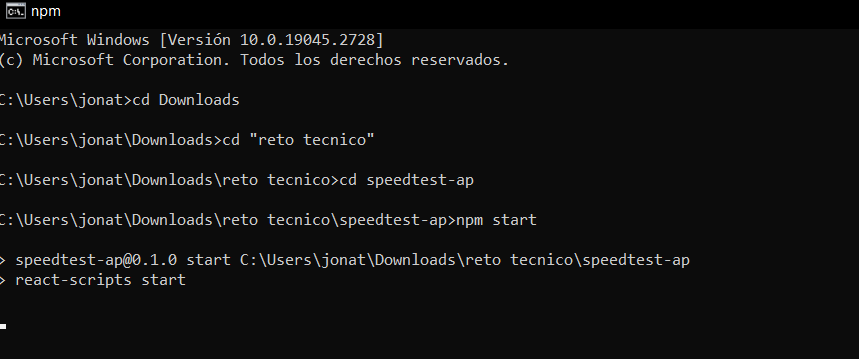 C:\. npm
Microsoft Windows [Versión 10.0.19045.2728]
(c) Microsoft Corporation. Todos los derechos reservados.
C:\Users\jonat>cd Downloads
C:\Users\jonat\Downloads>cd "reto tecnico"
C:\Users\jonat\Downloads\reto tecnico>cd speedtest-ap
C:\Users\jonat\Downloads\reto tecnico\speedtest-ap>npm start
> speedtest-ap@0.1.0 start C:\Users\jonat\Downloads\reto tecnico\speedtest-ap
> react-scripts start